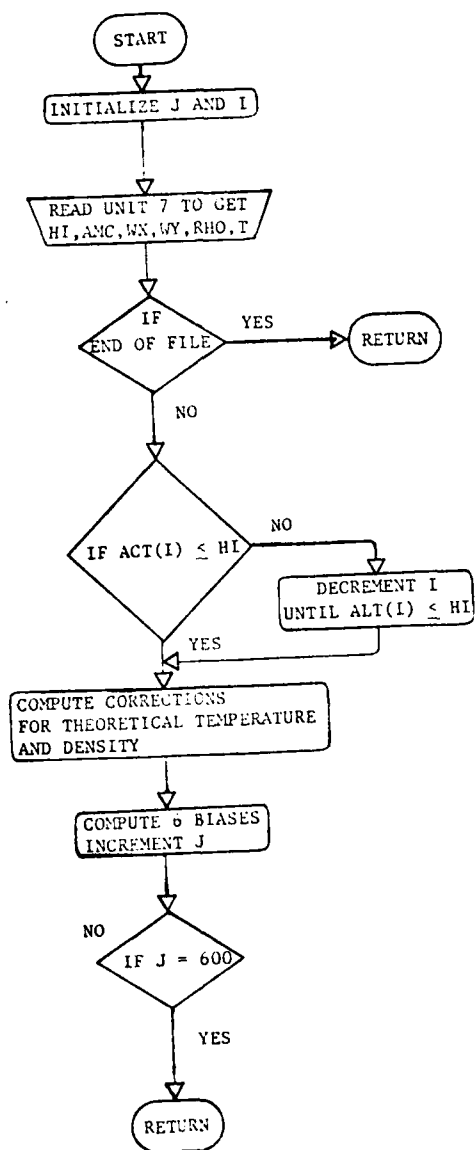 START
INITIALIZE J AND I
READ UNIT 7 TO GET
HI,AMC,WX,WY,RHO,T
IF
END OF FILE
YES
RETURN
NO
IF ACT(I) ≤ HI
NO
DECREMENT I
UNTIL ALT(I) ≤ HI
YES
COMPUTE CORRECTIONS
FOR THEORETICAL TEMPERATURE
AND DENSITY
COMPUTE 6 BIASES
INCREMENT J
NO
IF J = 600
YES
RETURN